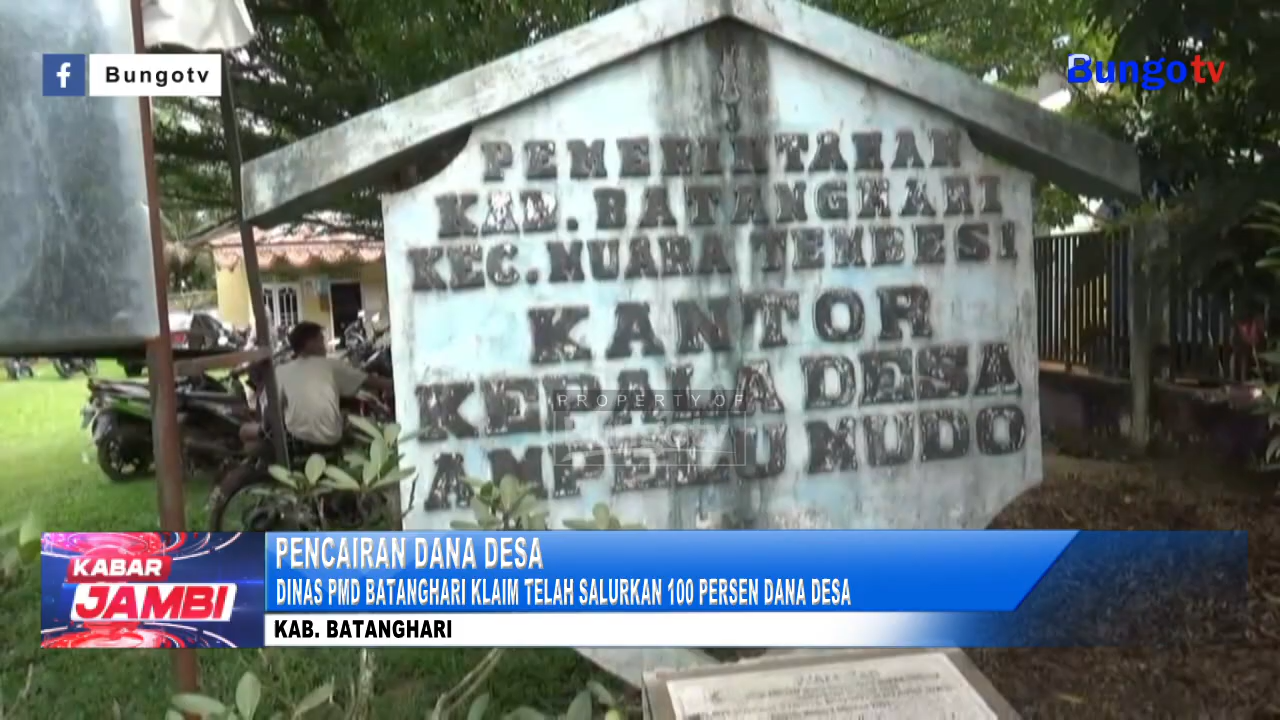 Bungotv
Bungotv
PEMERINTAHAN
KAB. BATANGHARI
KEC. MUARA TEMBESI
KANTOR
KEPALA DESA
AMPELU MUDO
PROPERTY OF
KABAR
JAMBI
PENCAIRAN DANA DESA
DINAS PMD BATANGHARI KLAIM TELAH SALURKAN 100 PERSEN DANA DESA
KAB. BATANGHARI